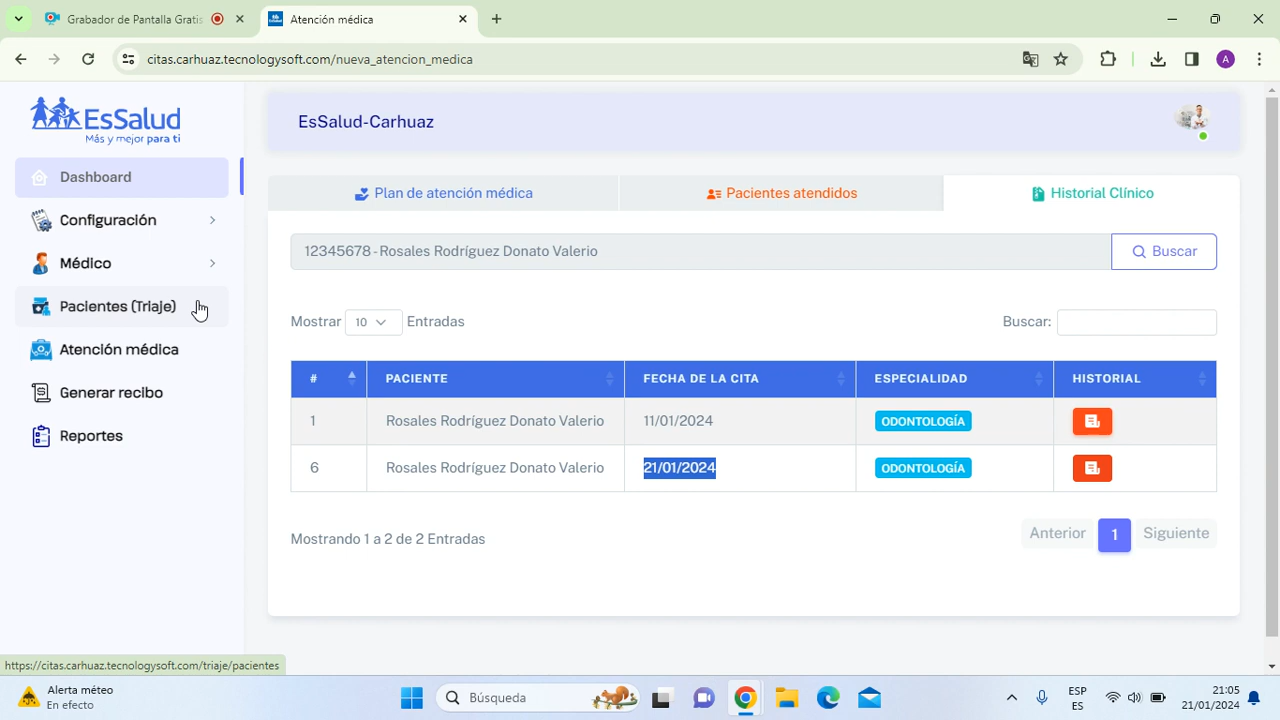 Grabador de Pantalla Gratis
Atención médica
citas.carhuaz.tecnologysoft.com/nueva_atencion_medica
A
EsSalud
Más y mejor para ti
EsSalud-Carhuaz
Dashboard
Configuración
Médico
Pacientes (Triaje)
Atención médica
Generar recibo
Reportes
Plan de atención médica
Pacientes atendidos
Historial Clínico
12345678 - Rosales Rodríguez Donato Valerio
Buscar
Mostrar 10 Entradas
Buscar:
# PACIENTE FECHA DE LA CITA ESPECIALIDAD HISTORIAL
1 Rosales Rodríguez Donato Valerio 11/01/2024 ODONTOLOGÍA
6 Rosales Rodríguez Donato Valerio 21/01/2024 ODONTOLOGÍA
Mostrando 1 a 2 de 2 Entradas
Anterior 1 Siguiente
https://citas.carhuaz.tecnologysoft.com/triaje/pacientes
Alerta méteo
En efecto
Búsqueda
ESP
ES
21:05
21/01/2024